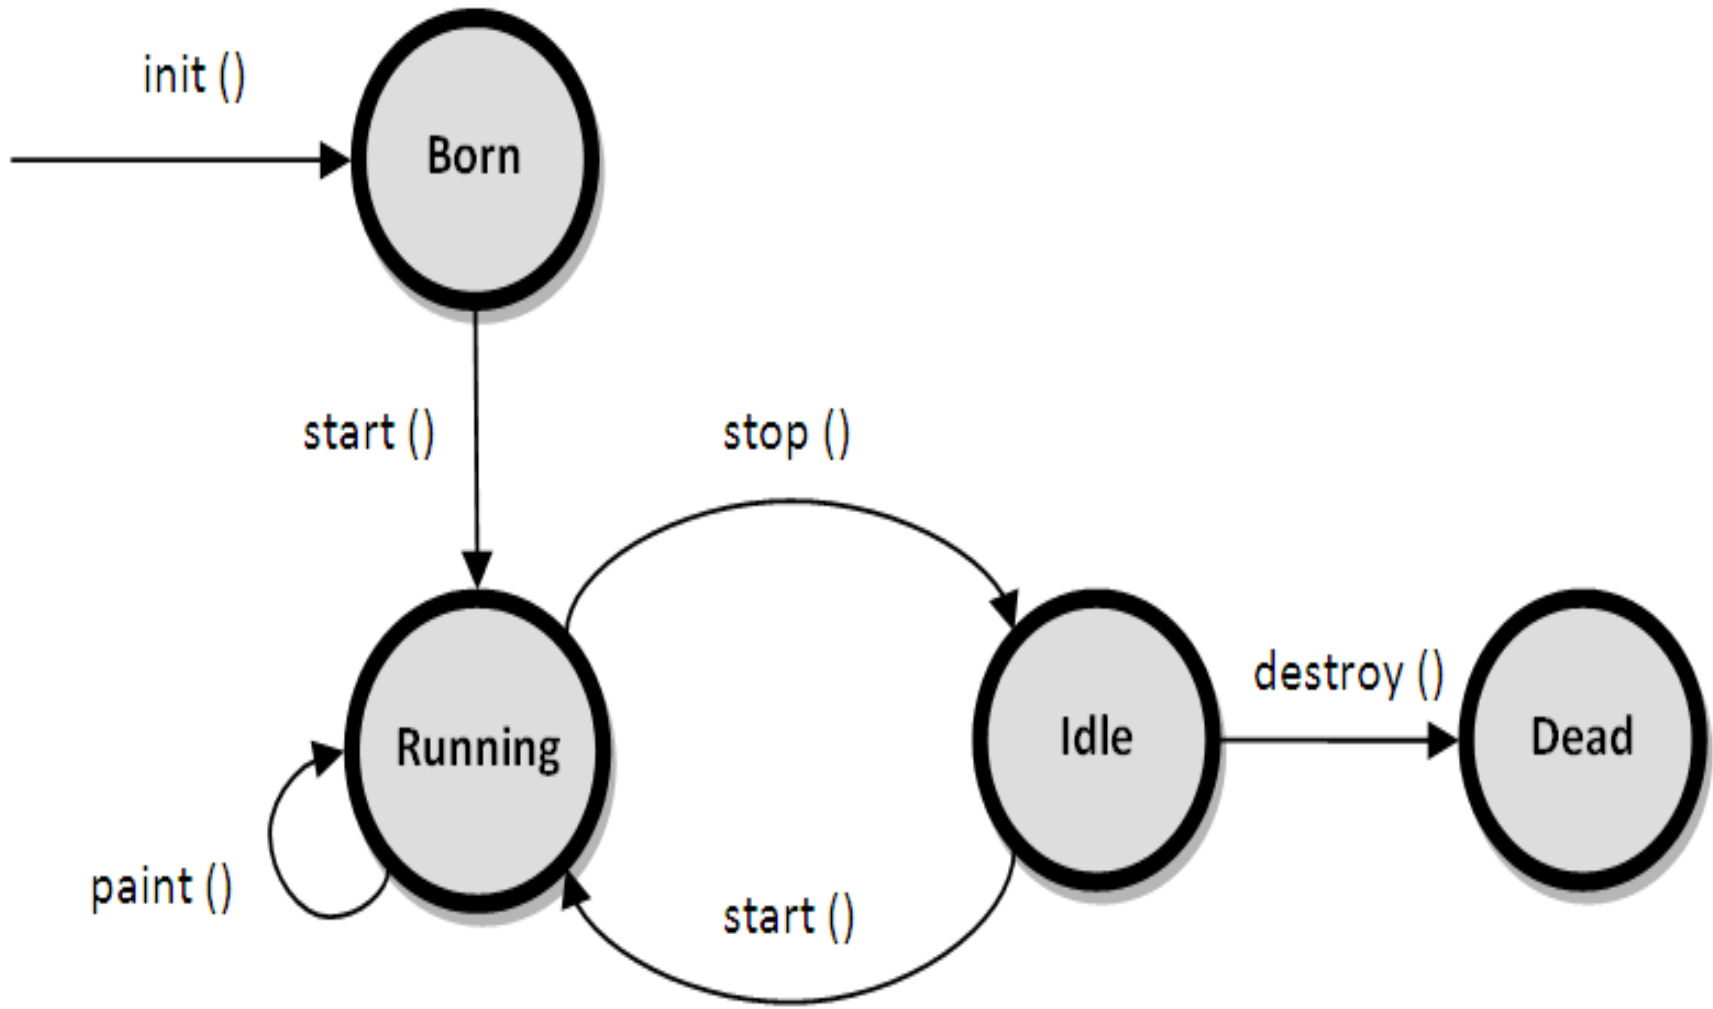 init ()
Born
start ()
stop ()
Running
Idle
destroy ()
Dead
paint ()
start ()